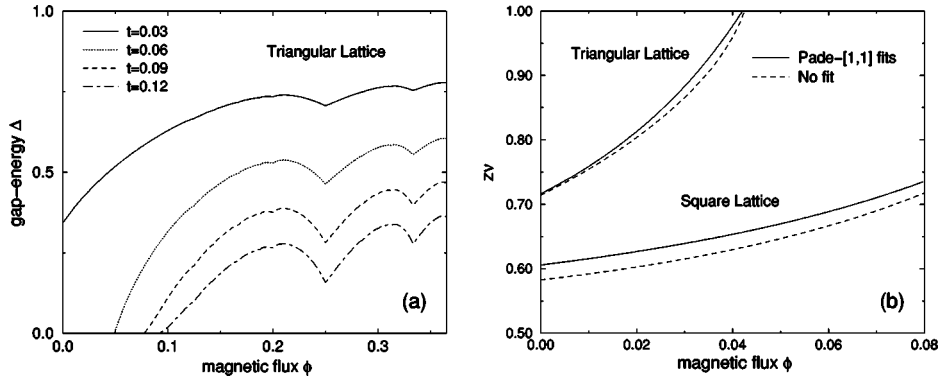 1.0
0.5
0.0
gap−energy Δ
t=0.03
t=0.06
t=0.09
t=0.12
Triangular Lattice
(a)
0.0 0.1 0.2 0.3
magnetic flux ϕ
1.00
0.90
0.80
0.70
0.60
0.50
zν
Triangular Lattice
Pade−[1,1] fits
No fit
Square Lattice
(b)
0.00 0.02 0.04 0.06 0.08
magnetic flux ϕ